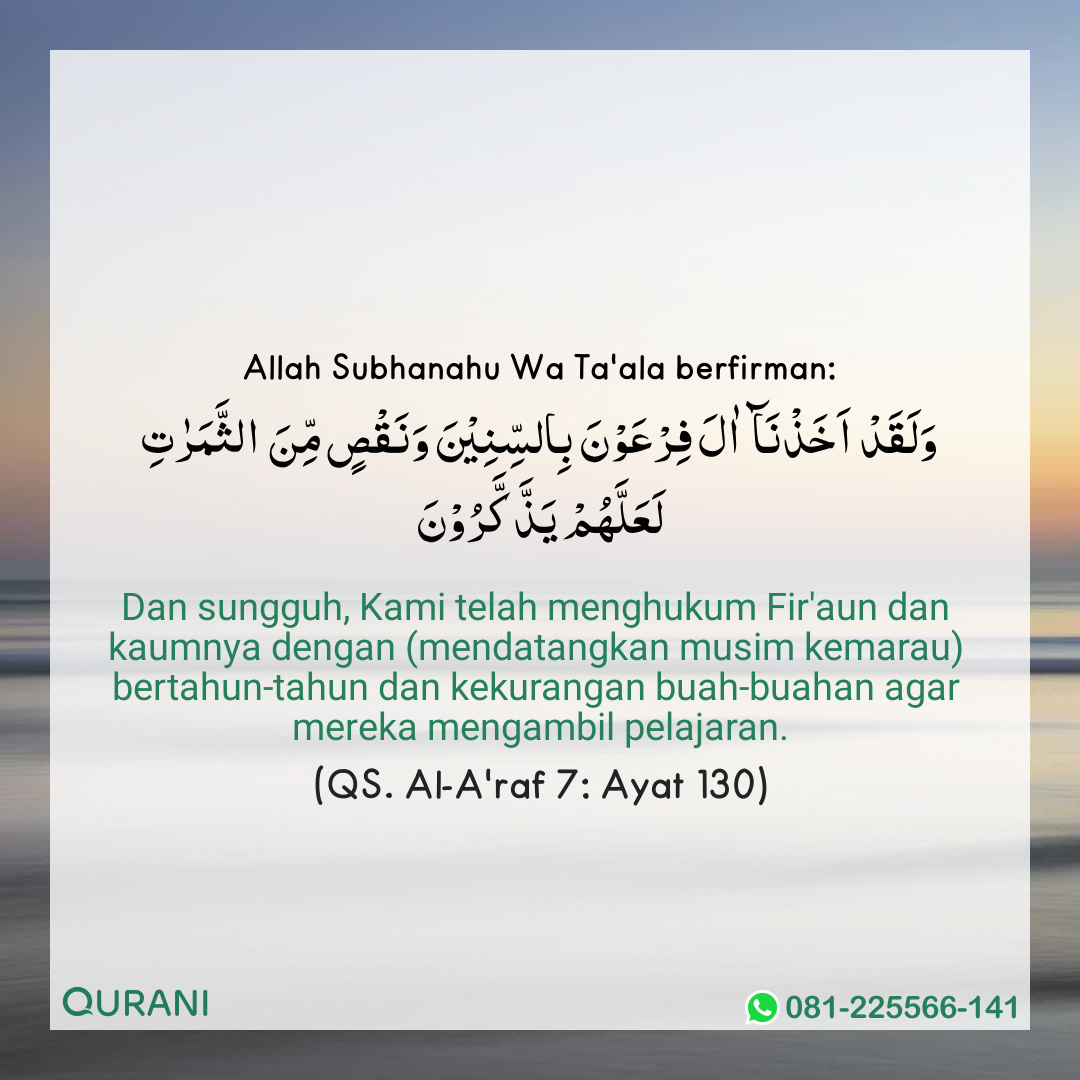 Allah Subhanahu Wa Ta'ala berfirman:
وَلَقَدْ اَخَذْنَاۤ اٰلَ فِرْعَوْنَ بِالسِّنِيْنَ وَنَقْصٍ مِّنَ الثَّمَرٰتِ
لَعَلَّهُمْ يَذَّكَّرُوْنَ
Dan sungguh, Kami telah menghukum Fir'aun dan
kaumnya dengan (mendatangkan musim kemarau)
bertahun-tahun dan kekurangan buah-buahan agar
mereka mengambil pelajaran.
(QS. Al-A'raf 7: Ayat 130)
QURANI
081-225566-141